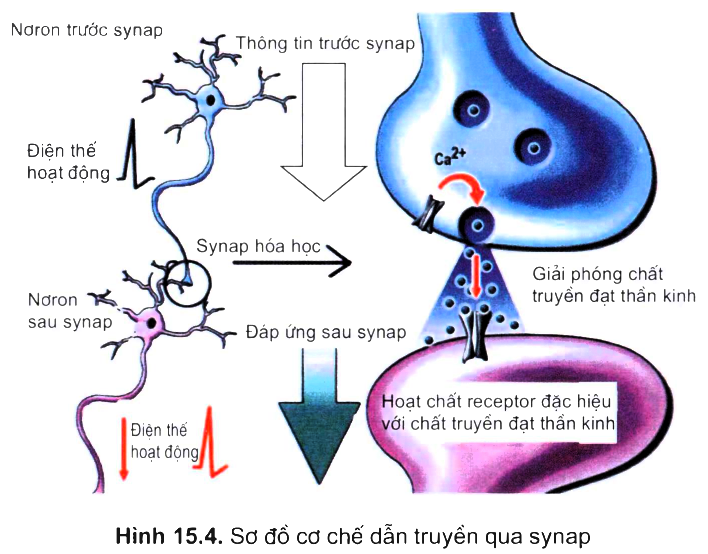 Nơron trước synap
Thông tin trước synap
Điện thế
hoạt động
Ca2+
Synap hóa học
Giải phóng chất
truyền đạt thần kinh
Nơron
sau synap
Đáp ứng sau synap
Hoạt chất receptor đặc hiệu
với chất truyền đạt thần kinh
Điện thế
hoạt động
Hình 15.4. Sơ đồ cơ chế dẫn truyền qua synap